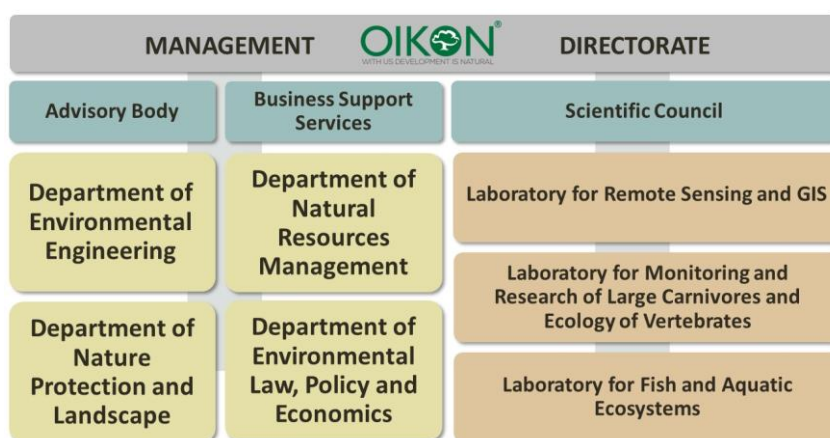 MANAGEMENT OIKON® DIRECTORATE
WITH US DEVELOPMENT IS NATURAL
Advisory Body
Business Support
Services
Scientific Council
Department of
Environmental
Engineering
Department of
Natural
Resources
Management
Laboratory for Remote Sensing and GIS
Laboratory for Monitoring and
Research of Large Carnivores and
Ecology of Vertebrates
Department of
Nature
Protection and
Landscape
Department of
Environmental
Law, Policy and
Economics
Laboratory for Fish and Aquatic
Ecosystems